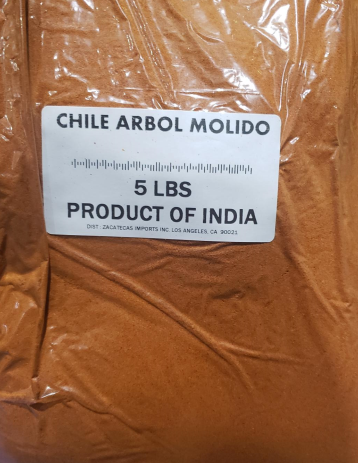 CHILE ARBOL MOLIDO
5 LBS
PRODUCT OF INDIA
DIST.: ZACATECAS IMPORTS INC. LOS ANGELES, CA 90021